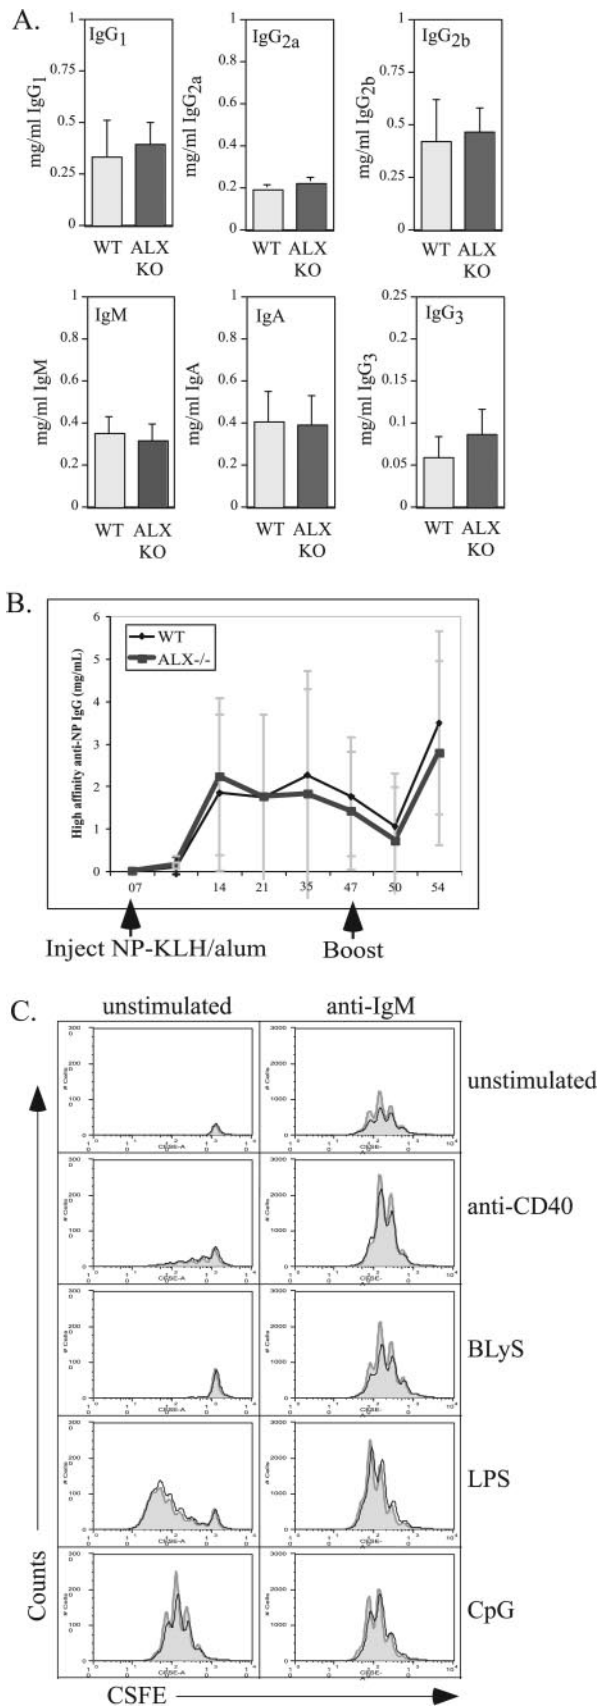 A.
IgG1
IgG2a
IgG2b
mg/ml IgG1
mg/ml IgG2a
mg/ml IgG2b
1
0.75
0.5
0.25
0
1
0.8
0.6
0.4
0.2
0
1
0.75
0.5
0.25
0
WT ALX KO
WT ALX KO
WT ALX KO
IgM
IgA
IgG3
mg/ml IgM
mg/ml IgA
mg/ml IgG3
1
0.8
0.6
0.4
0.2
0
1
0.8
0.6
0.4
0.2
0
0.25
0.2
0.15
0.1
0.05
0
WT ALX KO
WT ALX KO
WT ALX KO
B.
High affinity anti-NP IgG (mg/mL)
WT
ALX-/-
6
5
4
3
2
1
0
07 14 21 35 47 50 54
Inject NP-KLH/alum
Boost
C.
unstimulated anti-IgM
unstimulated
anti-CD40
BLyS
LPS
CpG
Counts
CSFE